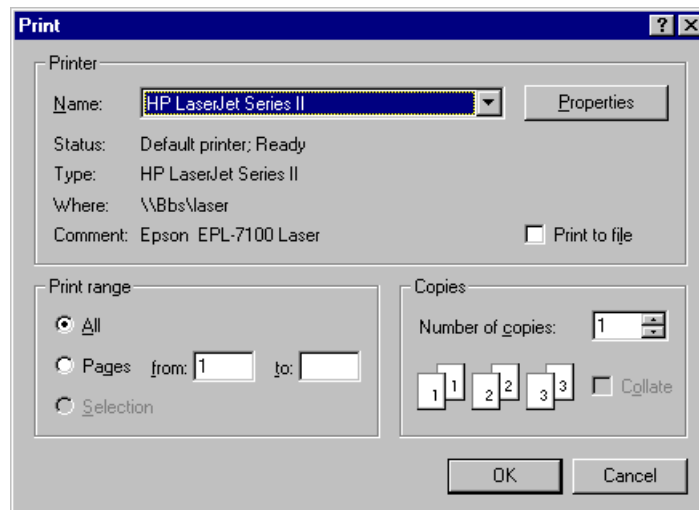 Print
Printer
Name: HP LaserJet Series II Properties
Status: Default printer; Ready
Type: HP LaserJet Series II
Where: \\Bbs\laser
Comment: Epson EPL-7100 Laser Print to file
Print range
All
Pages from: 1 to:
Selection
Copies
Number of copies: 1
1 1 2 2 3 3 Collate
OK Cancel